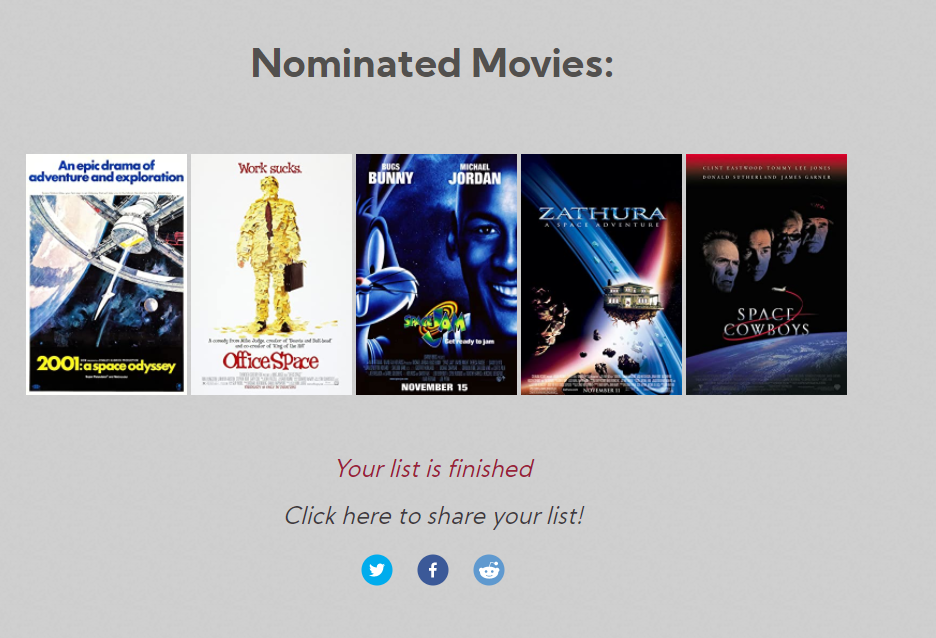 Nominated Movies:
An epic drama of
adventure and exploration
2001: a space odyssey
Work sucks.
A comedy from Mike Judge, creator of "Beavis and Butt-head"
and co-creator of "King of the Hill"
OffiCe SPace
BUGS BUNNY
MICHAEL JORDAN
SPACE JAM
Get ready to jam
NOVEMBER 15
ZATHURA
A SPACE ADVENTURE
NOVEMBER 11
CLINT EASTWOOD TOMMY LEE JONES
DONALD SUTHERLAND JAMES GARNER
SPACE
COWBOYS
Your list is finished
Click here to share your list!